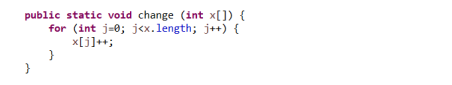 public static void change (int x[]) {
    for (int j=0; j<x.length; j++) {
        x[j]++;
    }
}